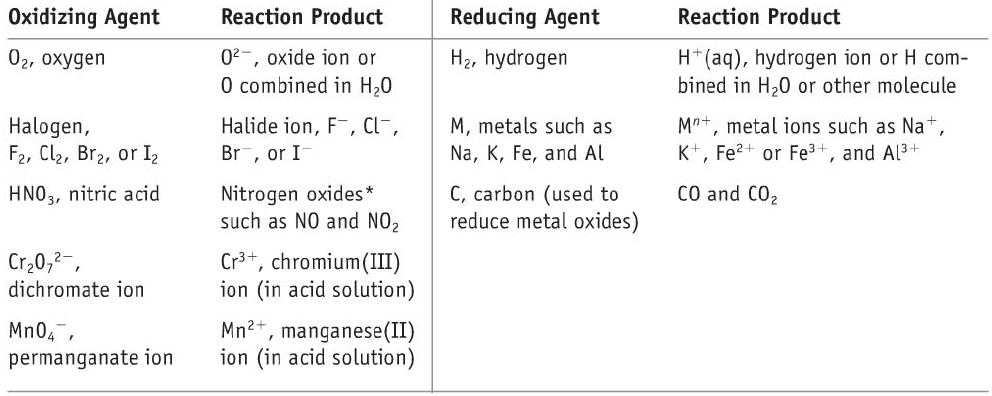 Oxidizing Agent Reaction Product Reducing Agent Reaction Product
O₂, oxygen O²⁻, oxide ion or H₂, hydrogen H⁺(aq), hydrogen ion or H com-
O combined in H₂O bined in H₂O or other molecule
Halogen, Halide ion, F⁻, Cl⁻, M, metals such as Mⁿ⁺, metal ions such as Na⁺,
F₂, Cl₂, Br₂, or I₂ Br⁻, or I⁻ Na, K, Fe, and Al K⁺, Fe²⁺ or Fe³⁺, and Al³⁺
HNO₃, nitric acid Nitrogen oxides* C, carbon (used to CO and CO₂
such as NO and NO₂ reduce metal oxides)
Cr₂O₇²⁻, Cr³⁺, chromium(III)
dichromate ion ion (in acid solution)
MnO₄⁻, Mn²⁺, manganese(II)
permanganate ion ion (in acid solution)